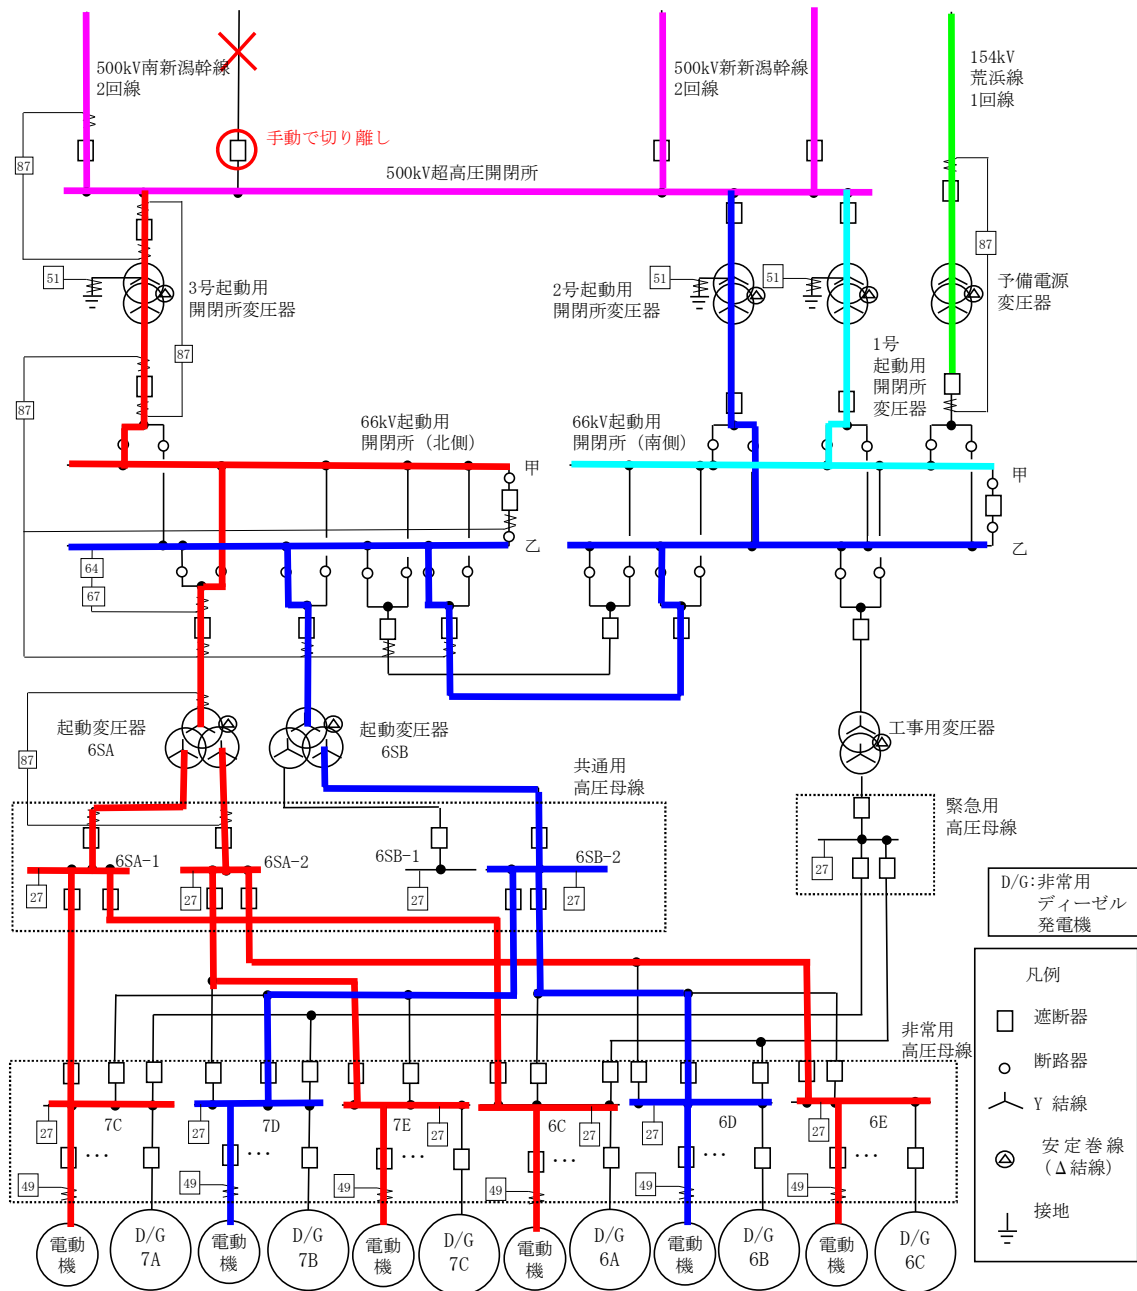 500kV南新潟幹線
2回線
手動で切り離し
500kV新新潟幹線
2回線
154kV
荒浜線
1回線
87
500kV超高圧開閉所
87
51
3号起動用
開閉所変圧器
87
51
2号起動用
開閉所変圧器
51
予備電源
変圧器
1号
起動用
開閉所
変圧器
87
66kV起動用
開閉所(北側)
66kV起動用
開閉所(南側)
甲
甲
乙
乙
64
67
起動変圧器
6SA
起動変圧器
6SB
工事用変圧器
87
共通用
高圧母線
緊急用
高圧母線
6SA-1
6SA-2
6SB-1
6SB-2
27
27
27
27
27
D/G:非常用
ディーゼル
発電機
凡例
遮断器
断路器
Y 結線
安定巻線
(Δ結線)
接地
非常用
高圧母線
27
7C
27
7D
7E
27
6C
27
27
6D
27
6E
…
…
…
…
…
…
49
49
49
49
49
49
電動機
D/G
7A
電動機
D/G
7B
電動機
D/G
7C
電動機
D/G
6A
電動機
D/G
6B
電動機
D/G
6C